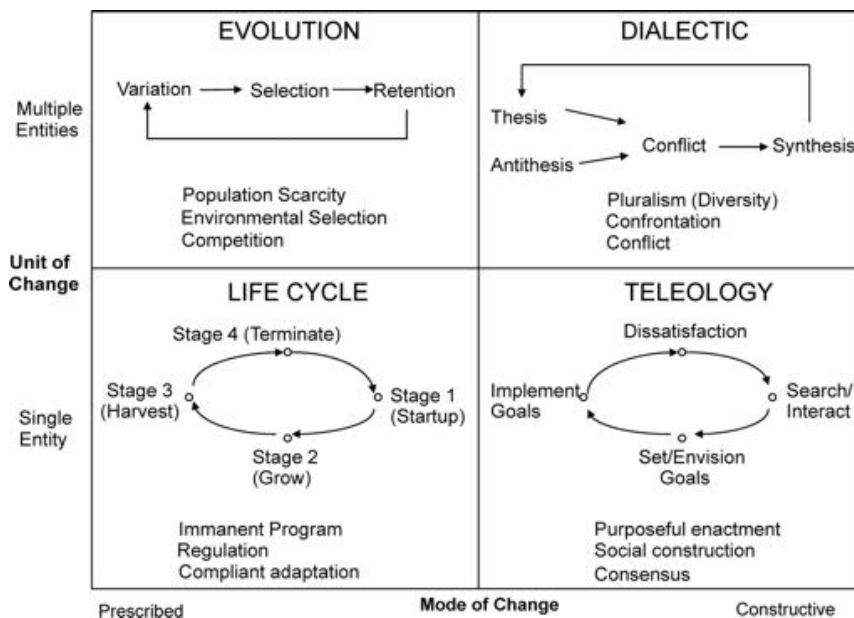 EVOLUTION
Variation Selection Retention
Population Scarcity
Environmental Selection
Competition
DIALECTIC
Thesis
Antithesis
Conflict
Synthesis
Pluralism (Diversity)
Confrontation
Conflict
Multiple
Entities
Unit of
Change
LIFE CYCLE
Stage 4 (Terminate)
Stage 3
(Harvest)
Stage 1
(Startup)
Stage 2
(Grow)
Immanent Program
Regulation
Compliant adaptation
TELEOLOGY
Dissatisfaction
Implement
Goals
Search/
Interact
Set/Envision
Goals
Purposeful enactment
Social construction
Consensus
Single
Entity
Prescribed
Mode of Change
Constructive